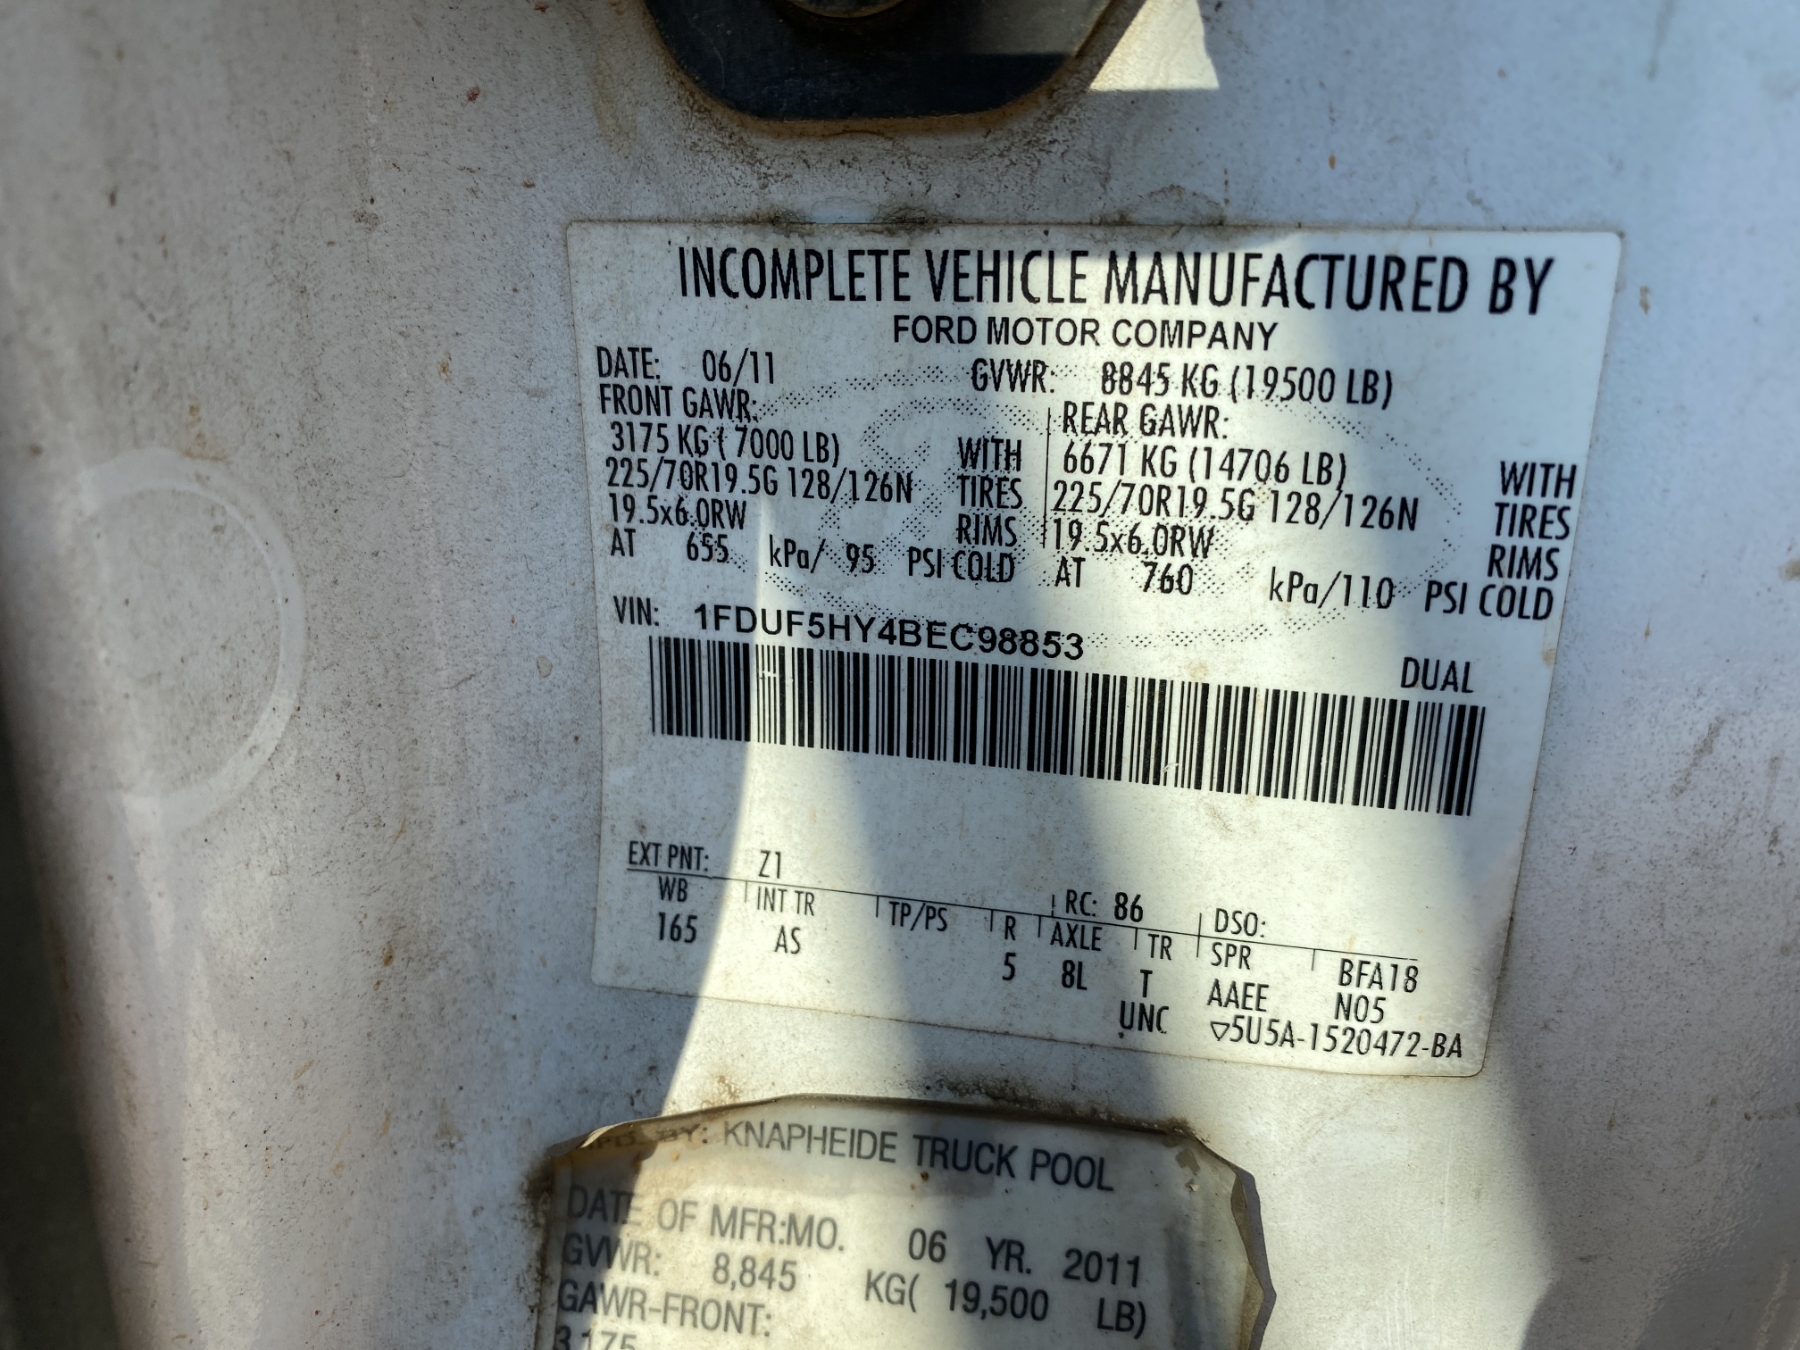 INCOMPLETE VEHICLE MANUFACTURED BY
FORD MOTOR COMPANY
DATE: 06/11 GVWR: 8845 KG (19500 LB)
FRONT GAWR: REAR GAWR:
3175 KG ( 7000 LB) WITH 6671 KG (14706 LB) WITH
225/70R19.5G 128/126N TIRES 225/70R19.5G 128/126N TIRES
19.5x6.0RW RIMS 19.5x6.0RW RIMS
AT 655 kPa/ 95 PSI COLD AT 760 kPa/110 PSI COLD
VIN: 1FDUF5HY4BEC98853
DUAL
EXT PNT: Z1 RC: 86 DSO:
WB INT TR TP/PS R AXLE TR SPR BFA18
165 AS 5 8L T AAEE N05
UNC ▽5U5A-1520472-BA
BY: KNAPHEIDE TRUCK POOL
DATE OF MFR:MO. 06 YR. 2011
GVWR: 8,845 KG( 19,500 LB)
GAWR-FRONT:
3,175